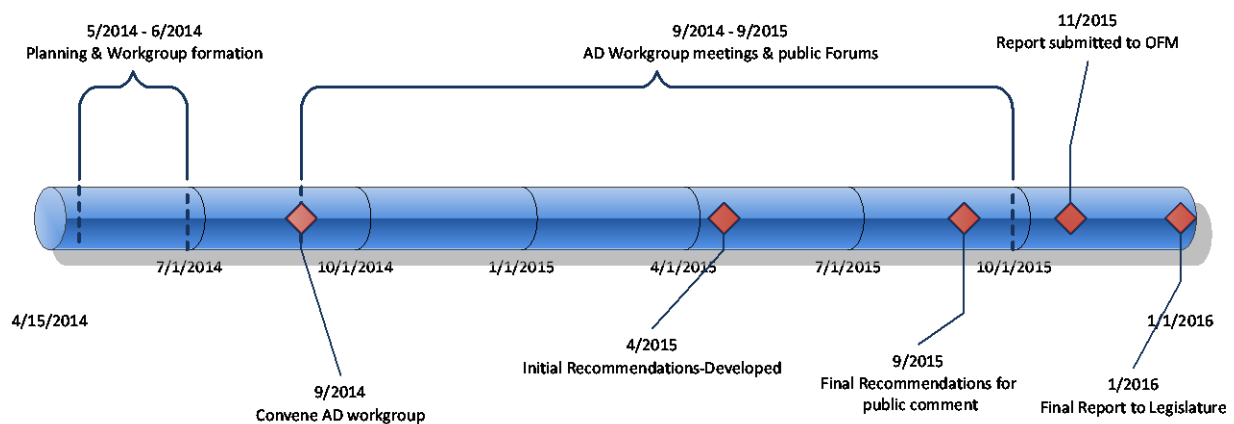 5/2014 - 6/2014
Planning & Workgroup formation
9/2014 - 9/2015
AD Workgroup meetings & public Forums
11/2015
Report submitted to OFM
7/1/2014
10/1/2014
1/1/2015
4/1/2015
7/1/2015
10/1/2015
4/15/2014
1/1/2016
4/2015
Initial Recommendations-Developed
9/2015
Final Recommendations for
public comment
9/2014
Convene AD workgroup
1/2016
Final Report to Legislature